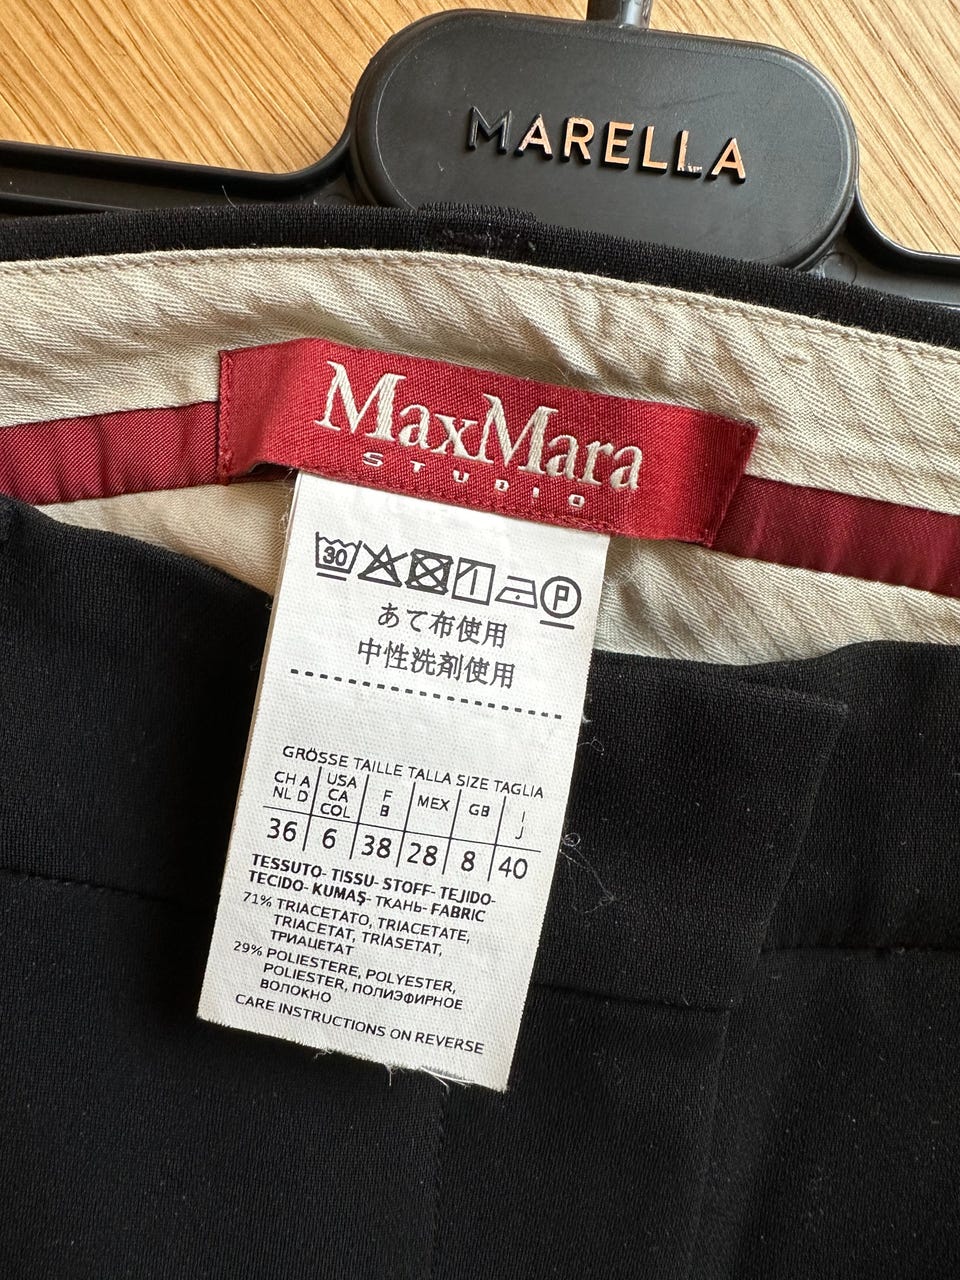 MARELLA
MaxMara
STUDIO
30 P
あて布使用
中性洗剤使用
GRÖSSE TAILLE TALLA SIZE TAGLIA
CH A NL D | USA CA COL | F B | MEX | GB | I J
36 | 6 | 38 | 28 | 8 | 40
TESSUTO- TISSU- STOFF- TEJIDO-
TECIDO- KUMAŞ- ТКАНЬ- FABRIC
71% TRIACETATO, TRIACETATE,
TRIACETAT, TRİASETAT,
ТРИАЦЕТАТ
29% POLIESTERE, POLYESTER,
POLIESTER, ПОЛИЭФИРНОЕ
ВОЛОКНО
CARE INSTRUCTIONS ON REVERSE